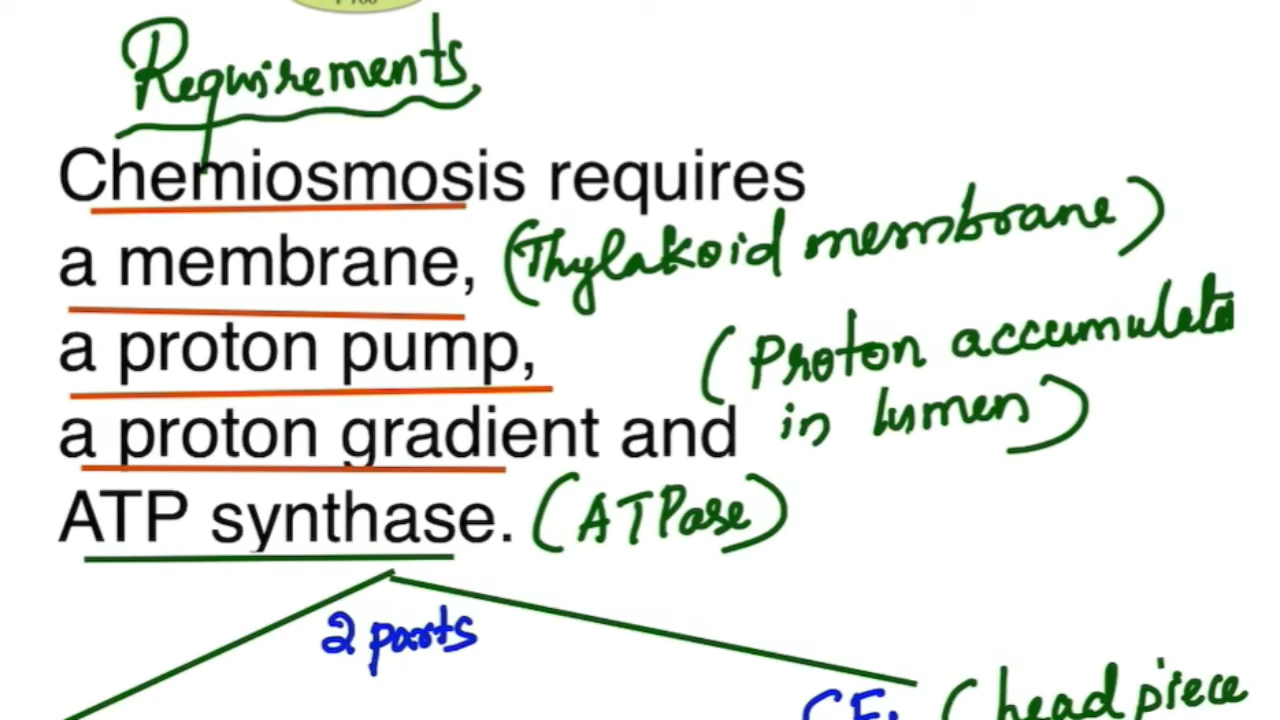 Requirements
Chemiosmosis requires
a membrane, (Thylakoid membrane)
a proton pump,
(Proton accumulate
a proton gradient and in lumen)
ATP synthase. (ATPase)
2 parts
(headpiece